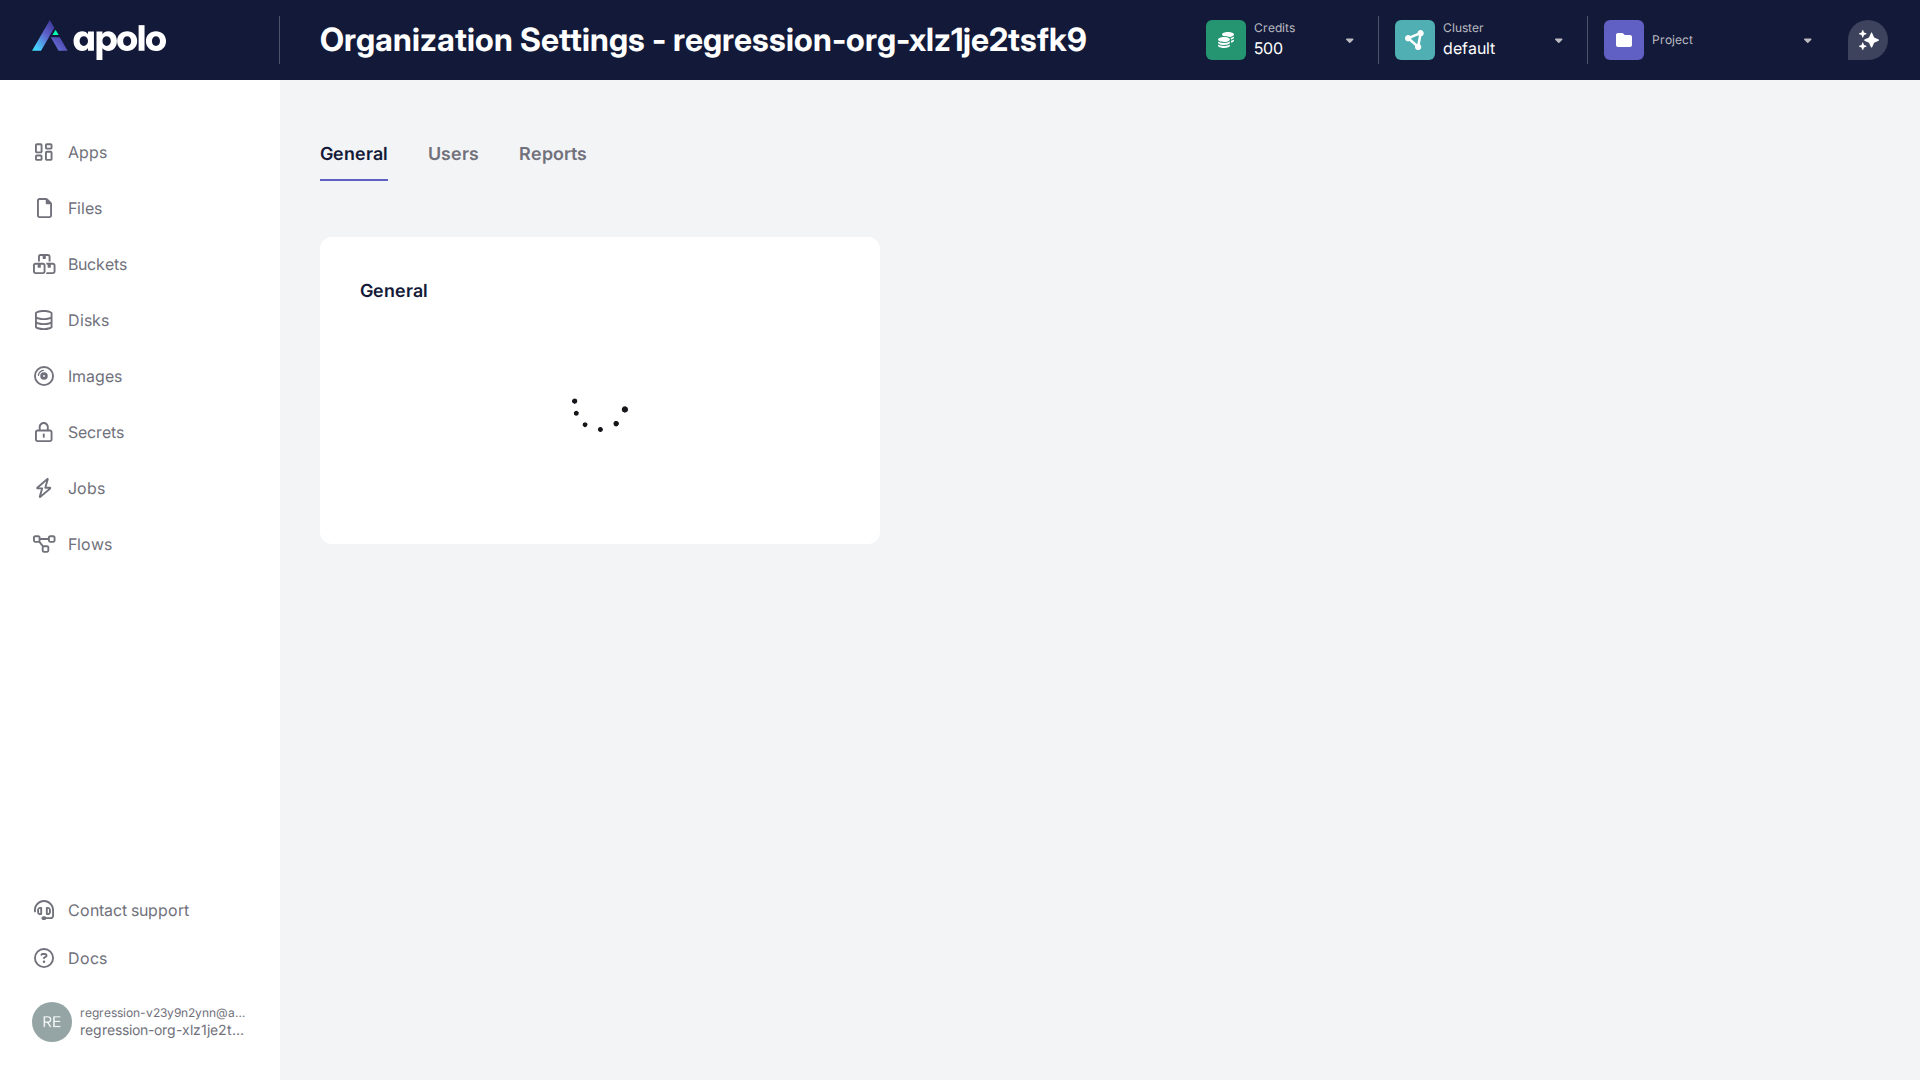 apolo
Organization Settings - regression-org-xlz1je2tsfk9
Credits
500
Cluster
default
Project
Apps
Files
Buckets
Disks
Images
Secrets
Jobs
Flows
General
Users
Reports
General
Contact support
Docs
RE
regression-v23y9n2ynn@a...
regression-org-xlz1je2t...